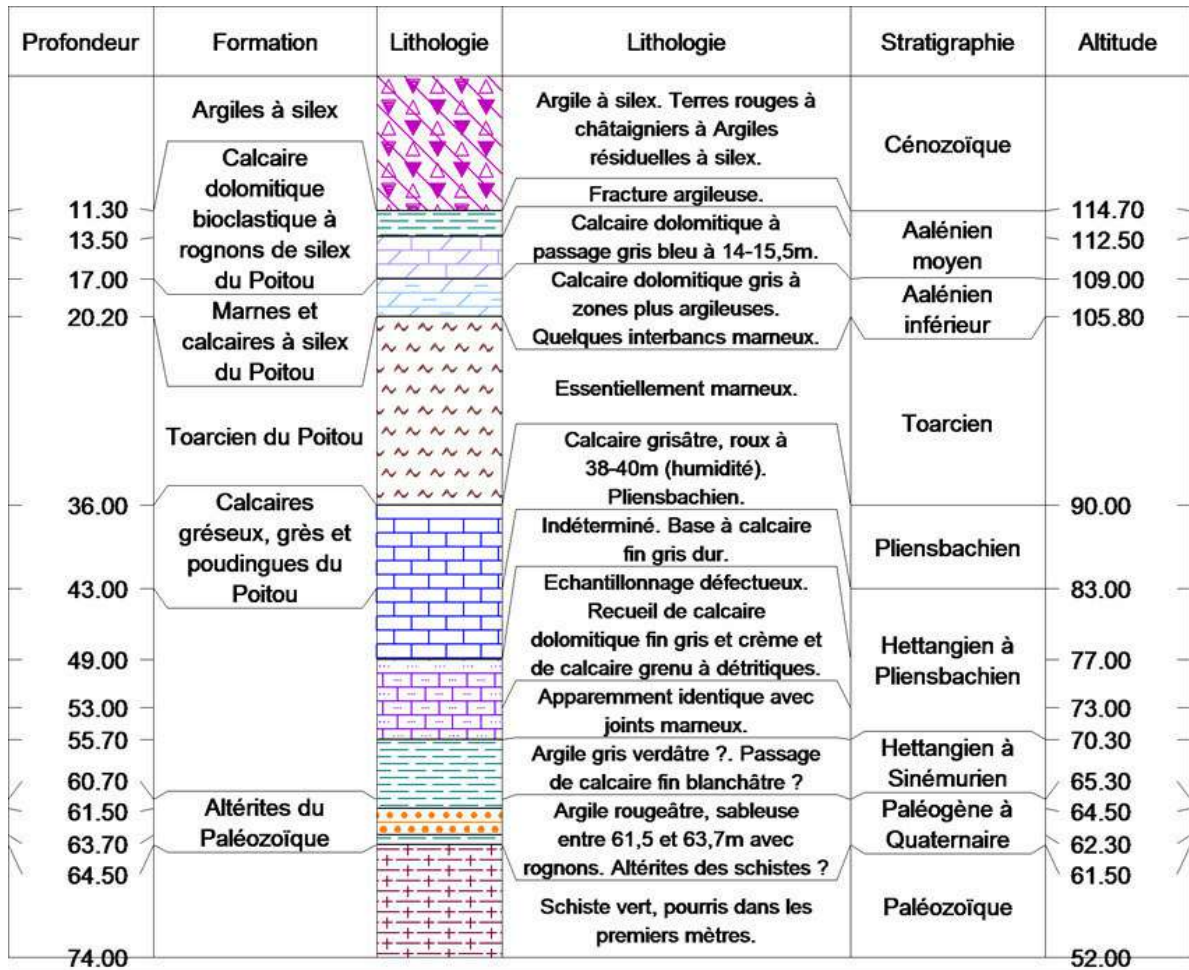 Profondeur Formation Lithologie Lithologie Stratigraphie Altitude
Argiles à silex
Calcaire
dolomitique
bioclastique à
rognons de silex
du Poitou
Marnes et
calcaires à silex
du Poitou
Toarcien du Poitou
Calcaires
gréseux, grès et
poudingues du
Poitou
Altérites du
Paléozoïque
11.30
13.50
17.00
20.20
36.00
43.00
49.00
53.00
55.70
60.70
61.50
63.70
64.50
74.00
Argile à silex. Terres rouges à
châtaigniers à Argiles
résiduelles à silex.
Fracture argileuse.
Calcaire dolomitique à
passage gris bleu à 14-15,5m.
Calcaire dolomitique gris à
zones plus argileuses.
Quelques interbancs marneux.
Essentiellement marneux.
Calcaire grisâtre, roux à
38-40m (humidité).
Pliensbachien.
Indéterminé. Base à calcaire
fin gris dur.
Echantillonnage défectueux.
Recueil de calcaire
dolomitique fin gris et crème et
de calcaire grenu à détritiques.
Apparemment identique avec
joints marneux.
Argile gris verdâtre ?. Passage
de calcaire fin blanchâtre ?
Argile rougeâtre, sableuse
entre 61,5 et 63,7m avec
rognons. Altérites des schistes ?
Schiste vert, pourris dans les
premiers mètres.
Cénozoïque
Aalénien
moyen
Aalénien
inférieur
Toarcien
Pliensbachien
Hettangien à
Pliensbachien
Hettangien à
Sinémurien
Paléogène à
Quaternaire
Paléozoïque
114.70
112.50
109.00
105.80
90.00
83.00
77.00
73.00
70.30
65.30
64.50
62.30
61.50
52.00